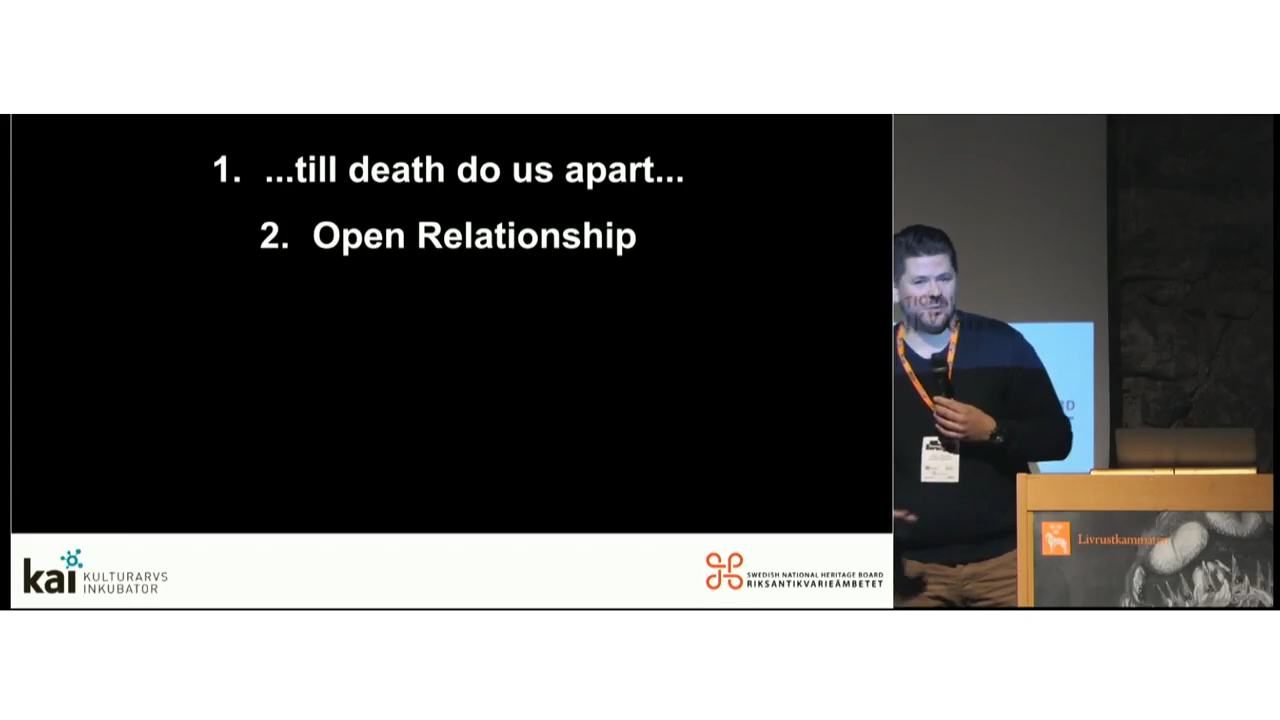 1. ...till death do us apart...
2. Open Relationship
kai KULTURARVS
INKUBATOR
SWEDISH NATIONAL HERITAGE BOARD
RIKSANTIKVARIEÄMBETET
Livrustkammaren